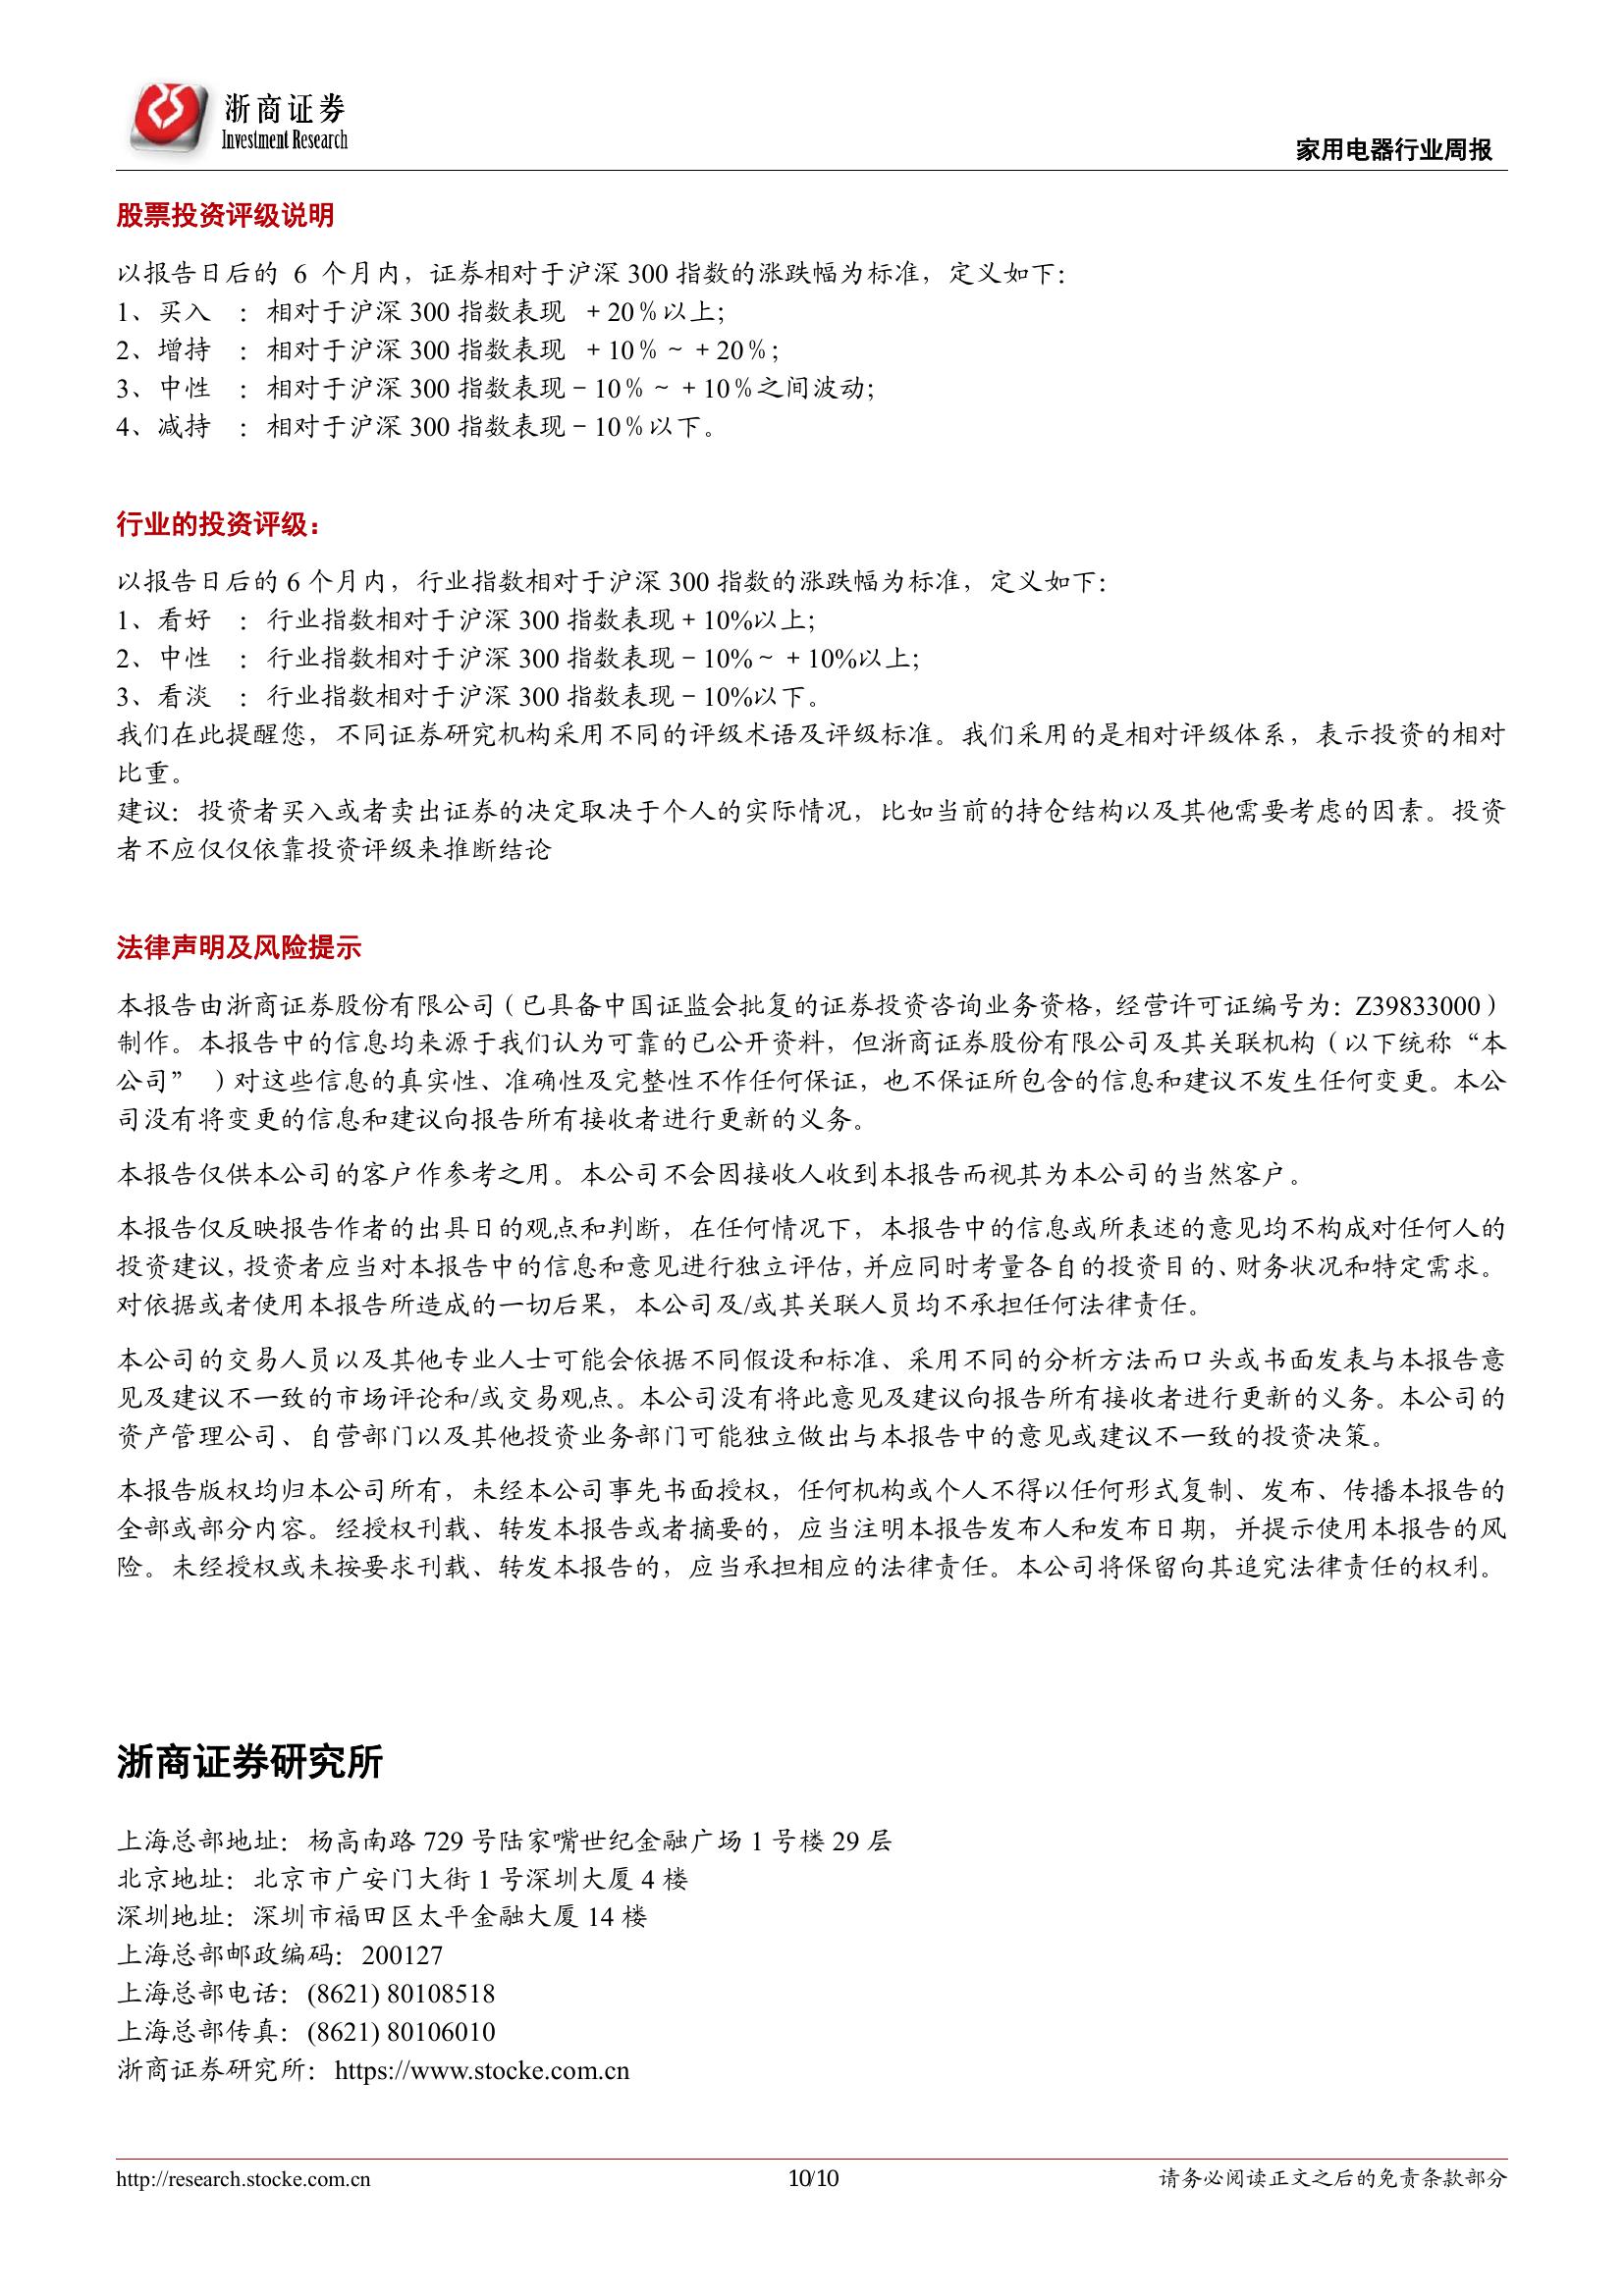 浙商证券
Investment Research
家用电器行业周报
股票投资评级说明
以报告日后的 6 个月内，证券相对于沪深 300 指数的涨跌幅为标准，定义如下：
1、买入 ：相对于沪深 300 指数表现 ＋20％以上；
2、增持 ：相对于沪深 300 指数表现 ＋10％～＋20％；
3、中性 ：相对于沪深 300 指数表现－10％～＋10％之间波动；
4、减持 ：相对于沪深 300 指数表现－10％以下。
行业的投资评级：
以报告日后的 6 个月内，行业指数相对于沪深 300 指数的涨跌幅为标准，定义如下：
1、看好 ：行业指数相对于沪深 300 指数表现＋10%以上；
2、中性 ：行业指数相对于沪深 300 指数表现－10%～＋10%以上；
3、看淡 ：行业指数相对于沪深 300 指数表现－10%以下。
我们在此提醒您，不同证券研究机构采用不同的评级术语及评级标准。我们采用的是相对评级体系，表示投资的相对
比重。
建议：投资者买入或者卖出证券的决定取决于个人的实际情况，比如当前的持仓结构以及其他需要考虑的因素。投资
者不应仅仅依靠投资评级来推断结论
法律声明及风险提示
本报告由浙商证券股份有限公司（已具备中国证监会批复的证券投资咨询业务资格，经营许可证编号为：Z39833000）
制作。本报告中的信息均来源于我们认为可靠的已公开资料，但浙商证券股份有限公司及其关联机构（以下统称“本
公司”）对这些信息的真实性、准确性及完整性不作任何保证，也不保证所包含的信息和建议不发生任何变更。本公
司没有将变更的信息和建议向报告所有接收者进行更新的义务。
本报告仅供本公司的客户作参考之用。本公司不会因接收人收到本报告而视其为本公司的当然客户。
本报告仅反映报告作者的出具日的观点和判断，在任何情况下，本报告中的信息或所表述的意见均不构成对任何人的
投资建议，投资者应当对本报告中的信息和意见进行独立评估，并应同时考量各自的投资目的、财务状况和特定需求。
对依据或者使用本报告所造成的一切后果，本公司及/或其关联人员均不承担任何法律责任。
本公司的交易人员以及其他专业人士可能会依据不同假设和标准、采用不同的分析方法而口头或书面发表与本报告意
见及建议不一致的市场评论和/或交易观点。本公司没有将此意见及建议向报告所有接收者进行更新的义务。本公司的
资产管理公司、自营部门以及其他投资业务部门可能独立做出与本报告中的意见或建议不一致的投资决策。
本报告版权均归本公司所有，未经本公司事先书面授权，任何机构或个人不得以任何形式复制、发布、传播本报告的
全部或部分内容。经授权刊载、转发本报告或者摘要的，应当注明本报告发布人和发布日期，并提示使用本报告的风
险。未经授权或未按要求刊载、转发本报告的，应当承担相应的法律责任。本公司将保留向其追究法律责任的权利。
浙商证券研究所
上海总部地址：杨高南路 729 号陆家嘴世纪金融广场 1 号楼 29 层
北京地址：北京市广安门大街 1 号深圳大厦 4 楼
深圳地址：深圳市福田区太平金融大厦 14 楼
上海总部邮政编码：200127
上海总部电话：(8621) 80108518
上海总部传真：(8621) 80106010
浙商证券研究所：https://www.stocke.com.cn
http://research.stocke.com.cn
10/10
请务必阅读正文之后的免责条款部分